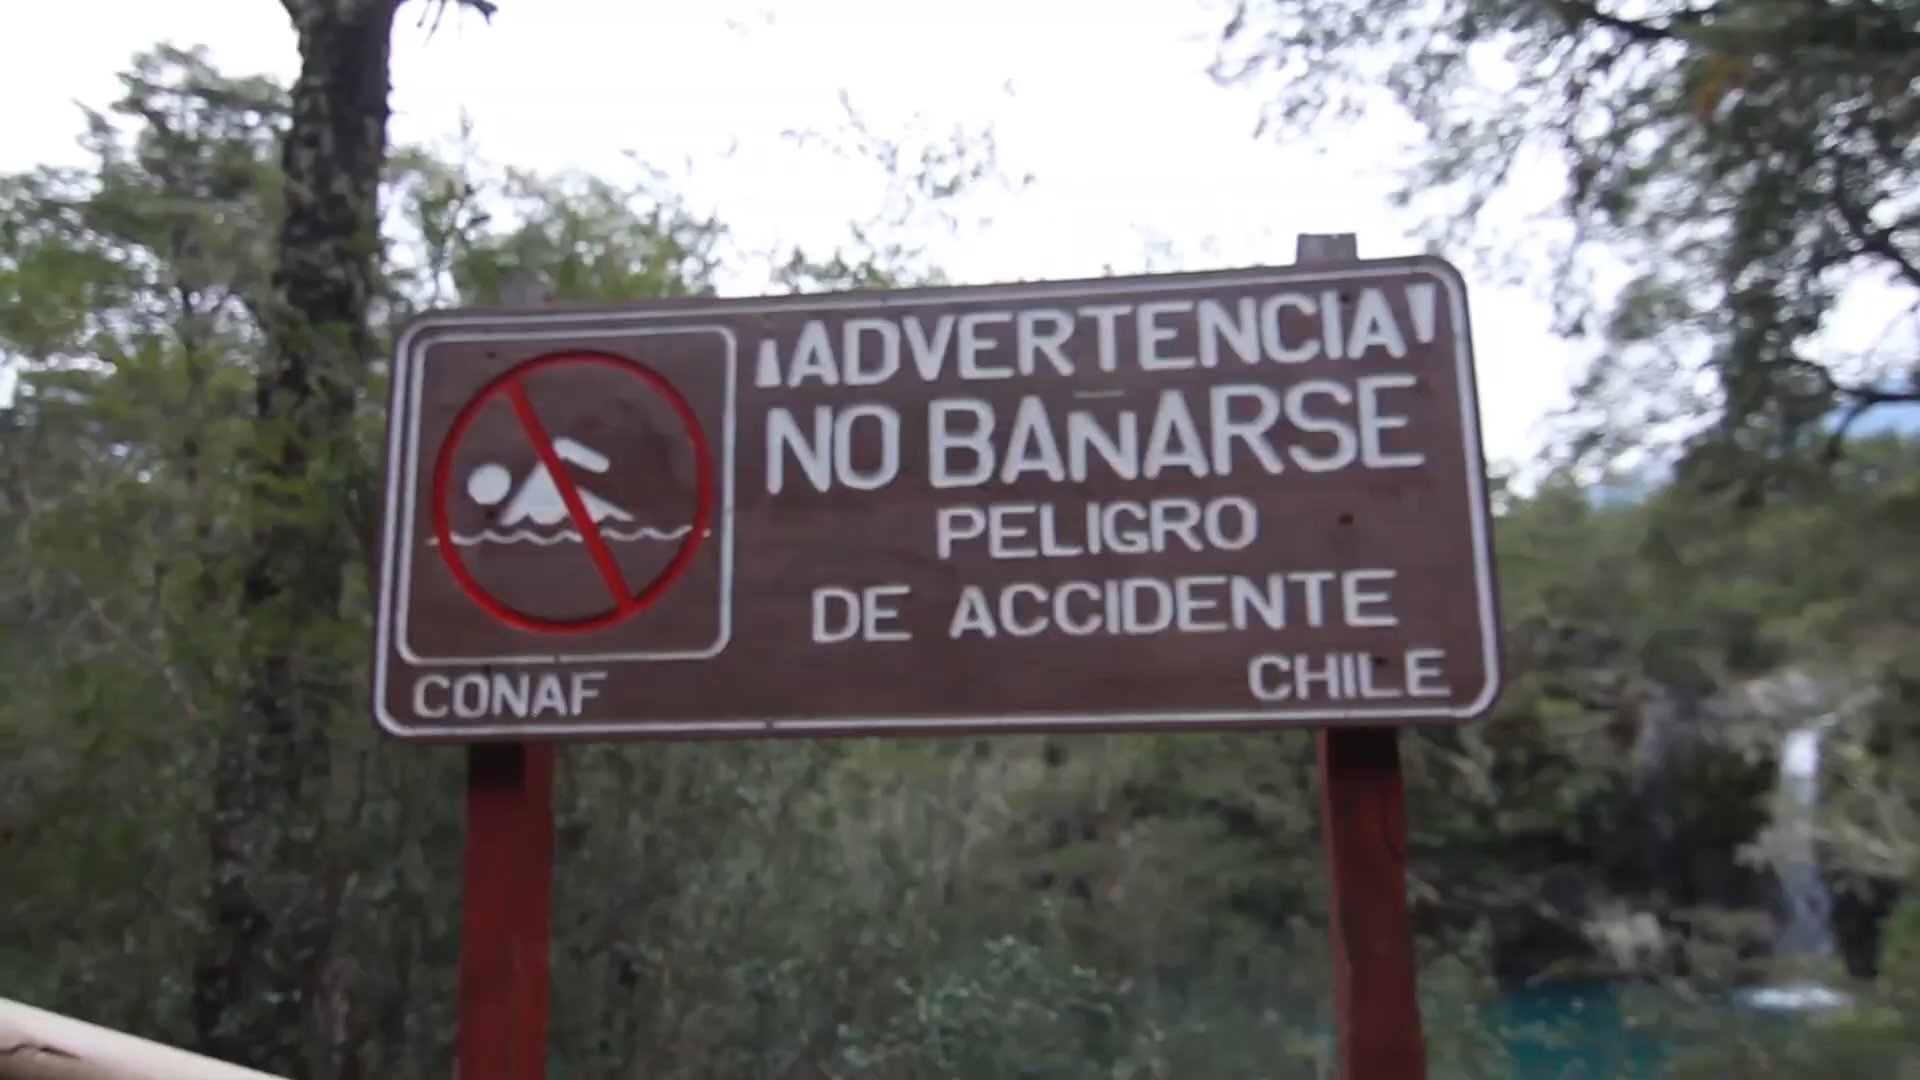 ¡ADVERTENCIA!
NO BAÑARSE
PELIGRO
DE ACCIDENTE
CONAF
CHILE